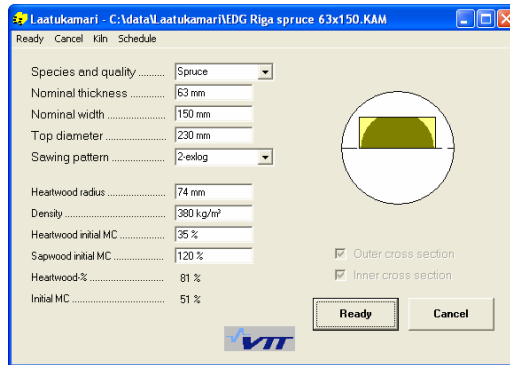 Laatukamari - C:\data\Laatukamari\EDG Riga spruce 63x150.KAM
Ready Cancel Kiln Schedule
Species and quality ......... Spruce
Nominal thickness ............ 63 mm
Nominal width ................. 150 mm
Top diameter ................... 230 mm
Sawing pattern ................ 2-exlog
Heartwood radius .................... 74 mm
Density .................................. 380 kg/m³
Heartwood initial MC ............... 35 %
Sapwood initial MC ................. 120 %
Heartwood-% ......................... 81 %
Initial MC ............................... 51 %
Outer cross section
Inner cross section
Ready Cancel
VTT